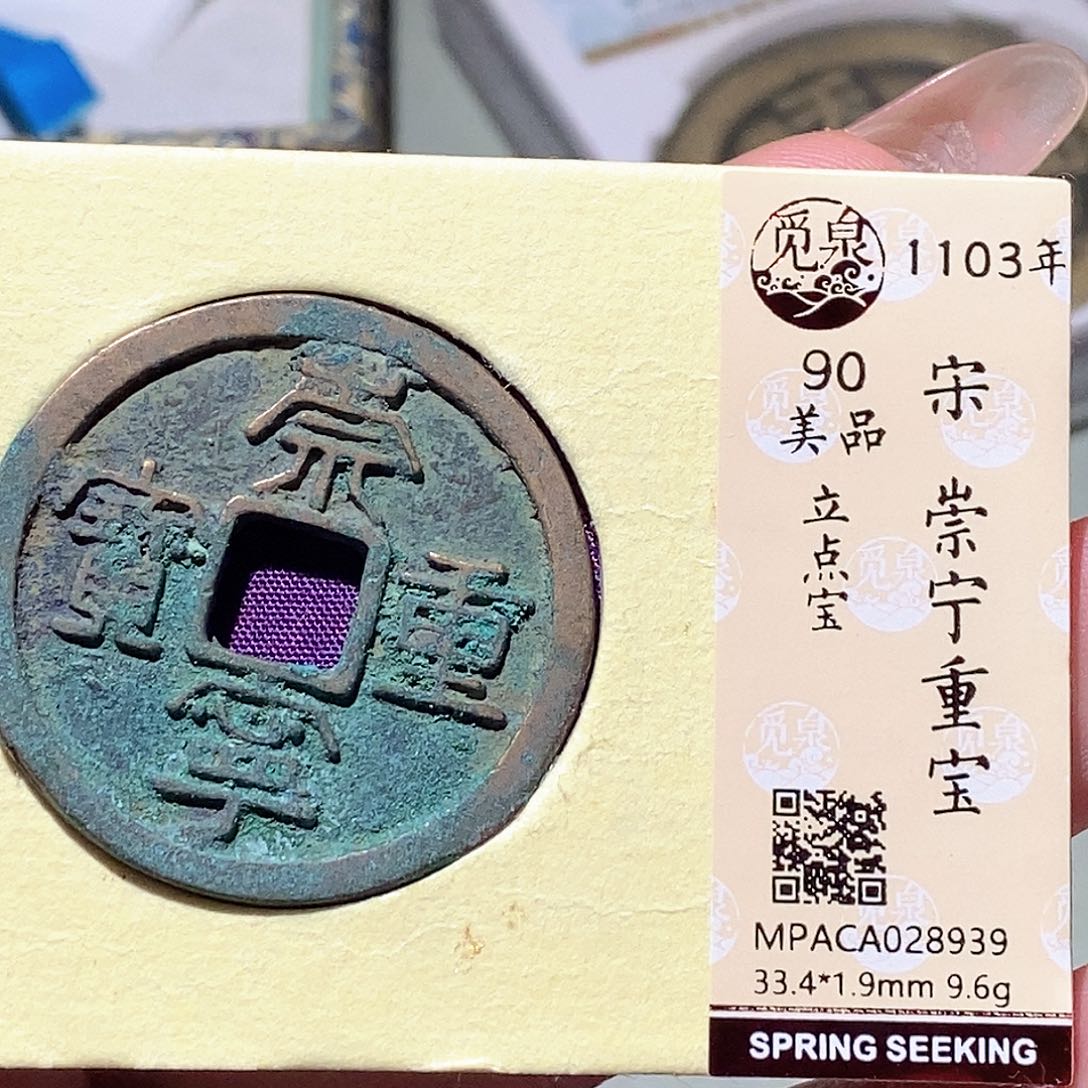 崇寧重寶
觅泉
1103年
宋 崇宁重宝
90
美品
立点宝
MPACA028939
33.4*1.9mm 9.6g
SPRING SEEKING